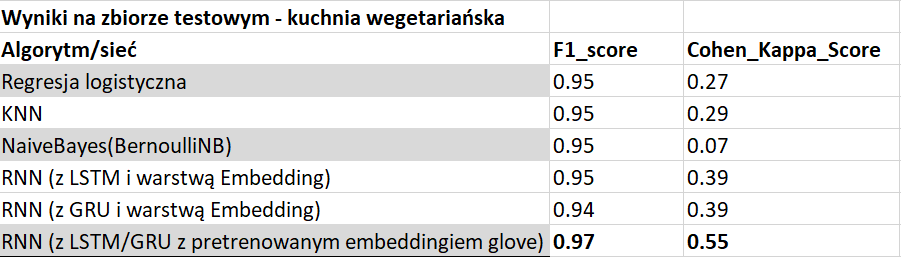 Wyniki na zbiorze testowym - kuchnia wegetariańska
Algorytm/sieć F1_score Cohen_Kappa_Score
Regresja logistyczna 0.95 0.27
KNN 0.95 0.29
NaiveBayes(BernoulliNB) 0.95 0.07
RNN (z LSTM i warstwą Embedding) 0.95 0.39
RNN (z GRU i warstwą Embedding) 0.94 0.39
RNN (z LSTM/GRU z pretrenowanym embeddingiem glove) 0.97 0.55